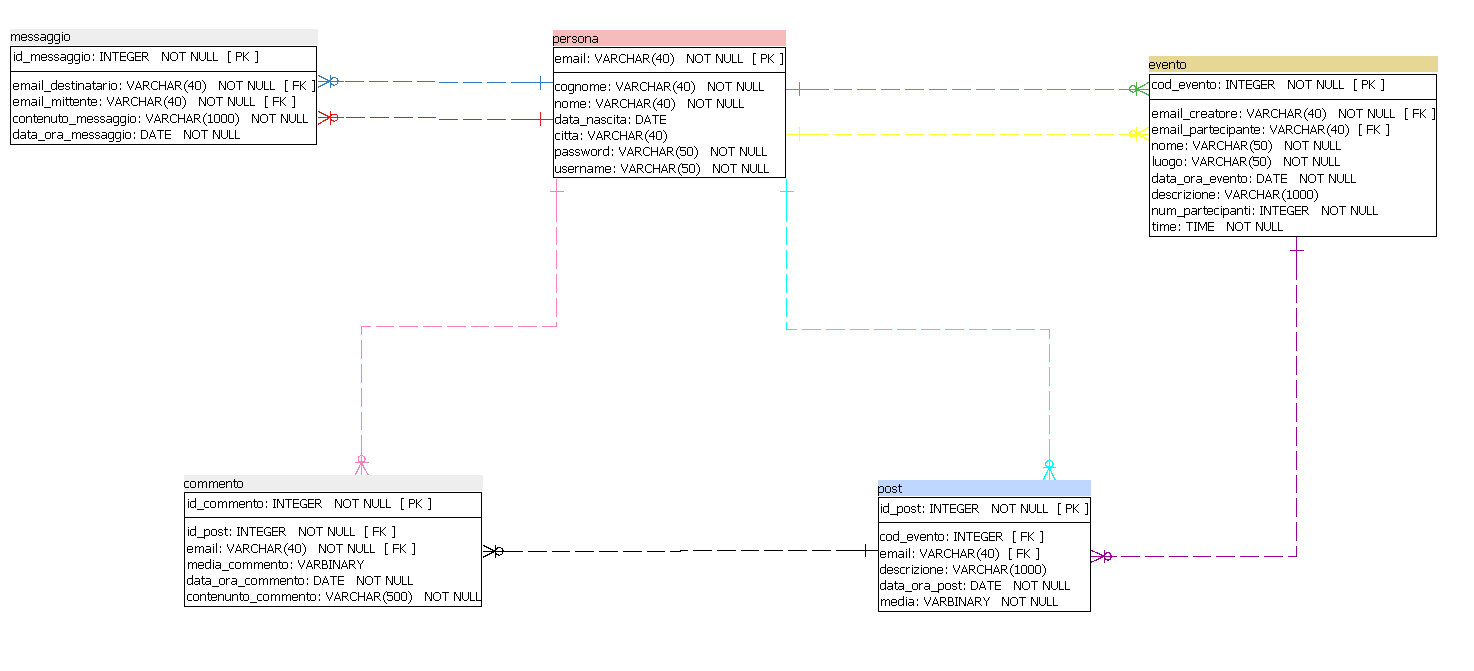 messaggio
id_messaggio: INTEGER NOT NULL [ PK ]
email_destinatario: VARCHAR(40) NOT NULL [ FK ]
email_mittente: VARCHAR(40) NOT NULL [ FK ]
contenuto_messaggio: VARCHAR(1000) NOT NULL
data_ora_messaggio: DATE NOT NULL
persona
email: VARCHAR(40) NOT NULL [ PK ]
cognome: VARCHAR(40) NOT NULL
nome: VARCHAR(40) NOT NULL
data_nascita: DATE
citta: VARCHAR(40)
password: VARCHAR(50) NOT NULL
username: VARCHAR(50) NOT NULL
evento
cod_evento: INTEGER NOT NULL [ PK ]
email_creatore: VARCHAR(40) NOT NULL [ FK ]
email_partecipante: VARCHAR(40) [ FK ]
nome: VARCHAR(50) NOT NULL
luogo: VARCHAR(50) NOT NULL
data_ora_evento: DATE NOT NULL
descrizione: VARCHAR(1000)
num_partecipanti: INTEGER NOT NULL
time: TIME NOT NULL
commento
id_commento: INTEGER NOT NULL [ PK ]
id_post: INTEGER NOT NULL [ FK ]
email: VARCHAR(40) NOT NULL [ FK ]
media_commento: VARBINARY
data_ora_commento: DATE NOT NULL
contenunto_commento: VARCHAR(500) NOT NULL
post
id_post: INTEGER NOT NULL [ PK ]
cod_evento: INTEGER [ FK ]
email: VARCHAR(40) [ FK ]
descrizione: VARCHAR(1000)
data_ora_post: DATE NOT NULL
media: VARBINARY NOT NULL